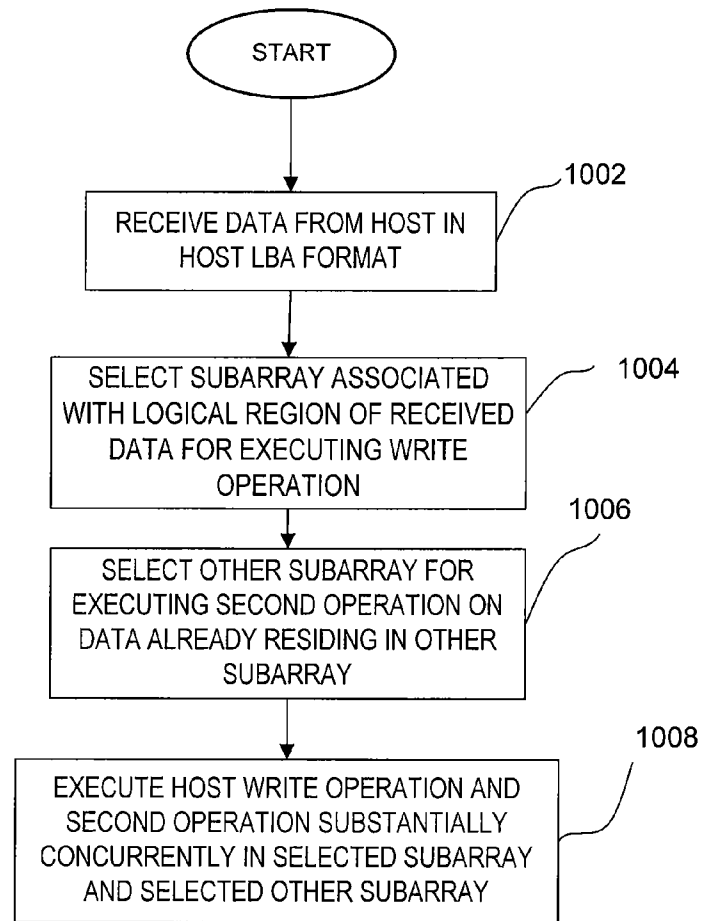 START
1002
RECEIVE DATA FROM HOST IN
HOST LBA FORMAT
1004
SELECT SUBARRAY ASSOCIATED
WITH LOGICAL REGION OF RECEIVED
DATA FOR EXECUTING WRITE
OPERATION
1006
SELECT OTHER SUBARRAY FOR
EXECUTING SECOND OPERATION ON
DATA ALREADY RESIDING IN OTHER
SUBARRAY
1008
EXECUTE HOST WRITE OPERATION AND
SECOND OPERATION SUBSTANTIALLY
CONCURRENTLY IN SELECTED SUBARRAY
AND SELECTED OTHER SUBARRAY